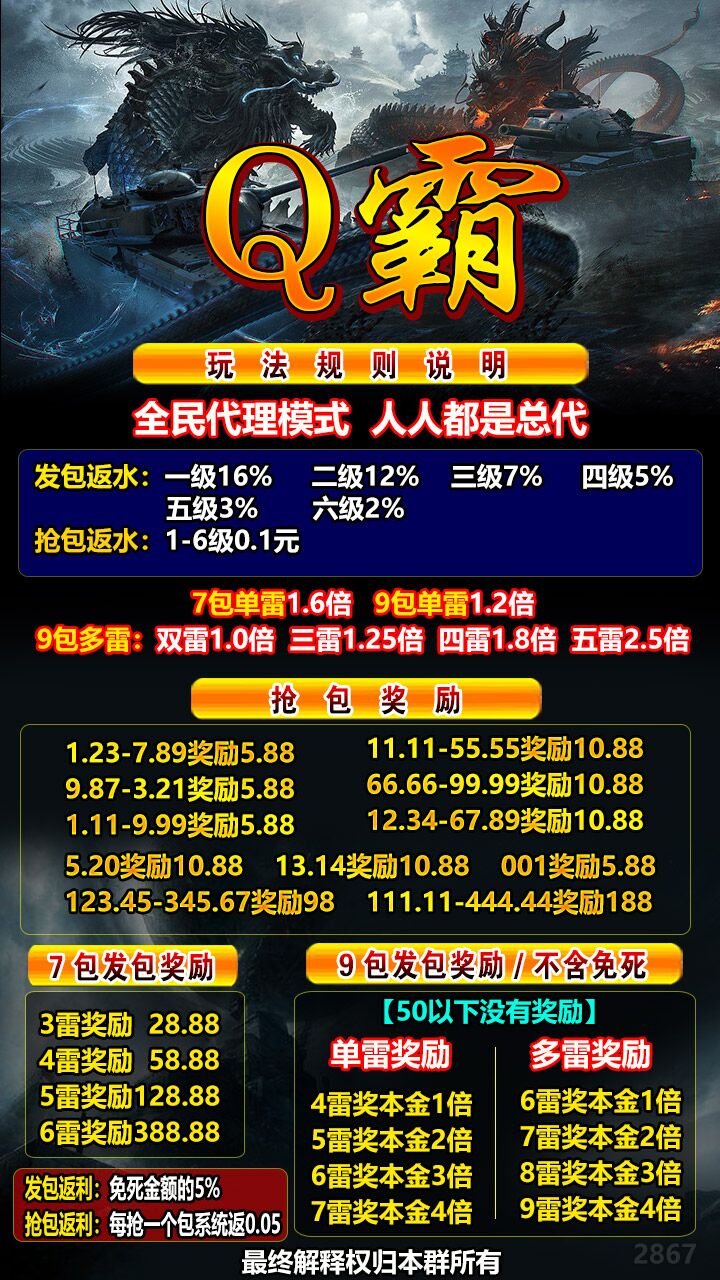 Q霸
玩法规则说明
全民代理模式 人人都是总代
发包返水：一级16% 二级12% 三级7% 四级5%
五级3% 六级2%
抢包返水：1-6级0.1元
7包单雷1.6倍 9包单雷1.2倍
9包多雷：双雷1.0倍 三雷1.25倍 四雷1.8倍 五雷2.5倍
抢包奖励
1.23-7.89奖励5.88 11.11-55.55奖励10.88
9.87-3.21奖励5.88 66.66-99.99奖励10.88
1.11-9.99奖励5.88 12.34-67.89奖励10.88
5.20奖励10.88 13.14奖励10.88 001奖励5.88
123.45-345.67奖励98 111.11-444.44奖励188
7包发包奖励
3雷奖励 28.88
4雷奖励 58.88
5雷奖励128.88
6雷奖励388.88
发包返利：免死金额的5%
抢包返利：每抢一个包系统返0.05
9包发包奖励/不含免死
【50以下没有奖励】
单雷奖励
4雷奖本金1倍
5雷奖本金2倍
6雷奖本金3倍
7雷奖本金4倍
多雷奖励
6雷奖本金1倍
7雷奖本金2倍
8雷奖本金3倍
9雷奖本金4倍
最终解释权归本群所有
2867